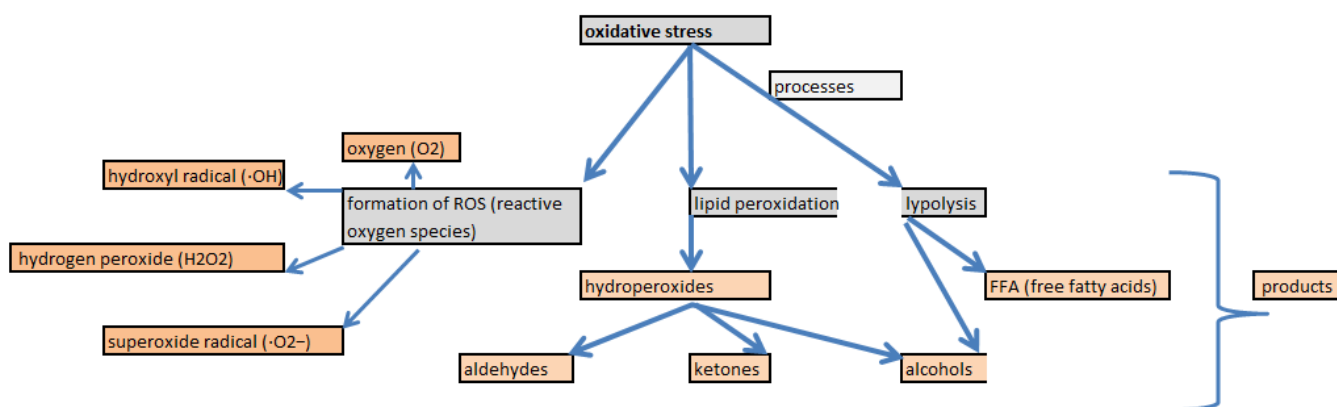 oxidative stress
processes
oxygen (O2)
hydroxyl radical (·OH)
formation of ROS (reactive
oxygen species)
lipid peroxidation
lypolysis
hydrogen peroxide (H2O2)
hydroperoxides
FFA (free fatty acids)
products
superoxide radical (·O2−)
aldehydes
ketones
alcohols